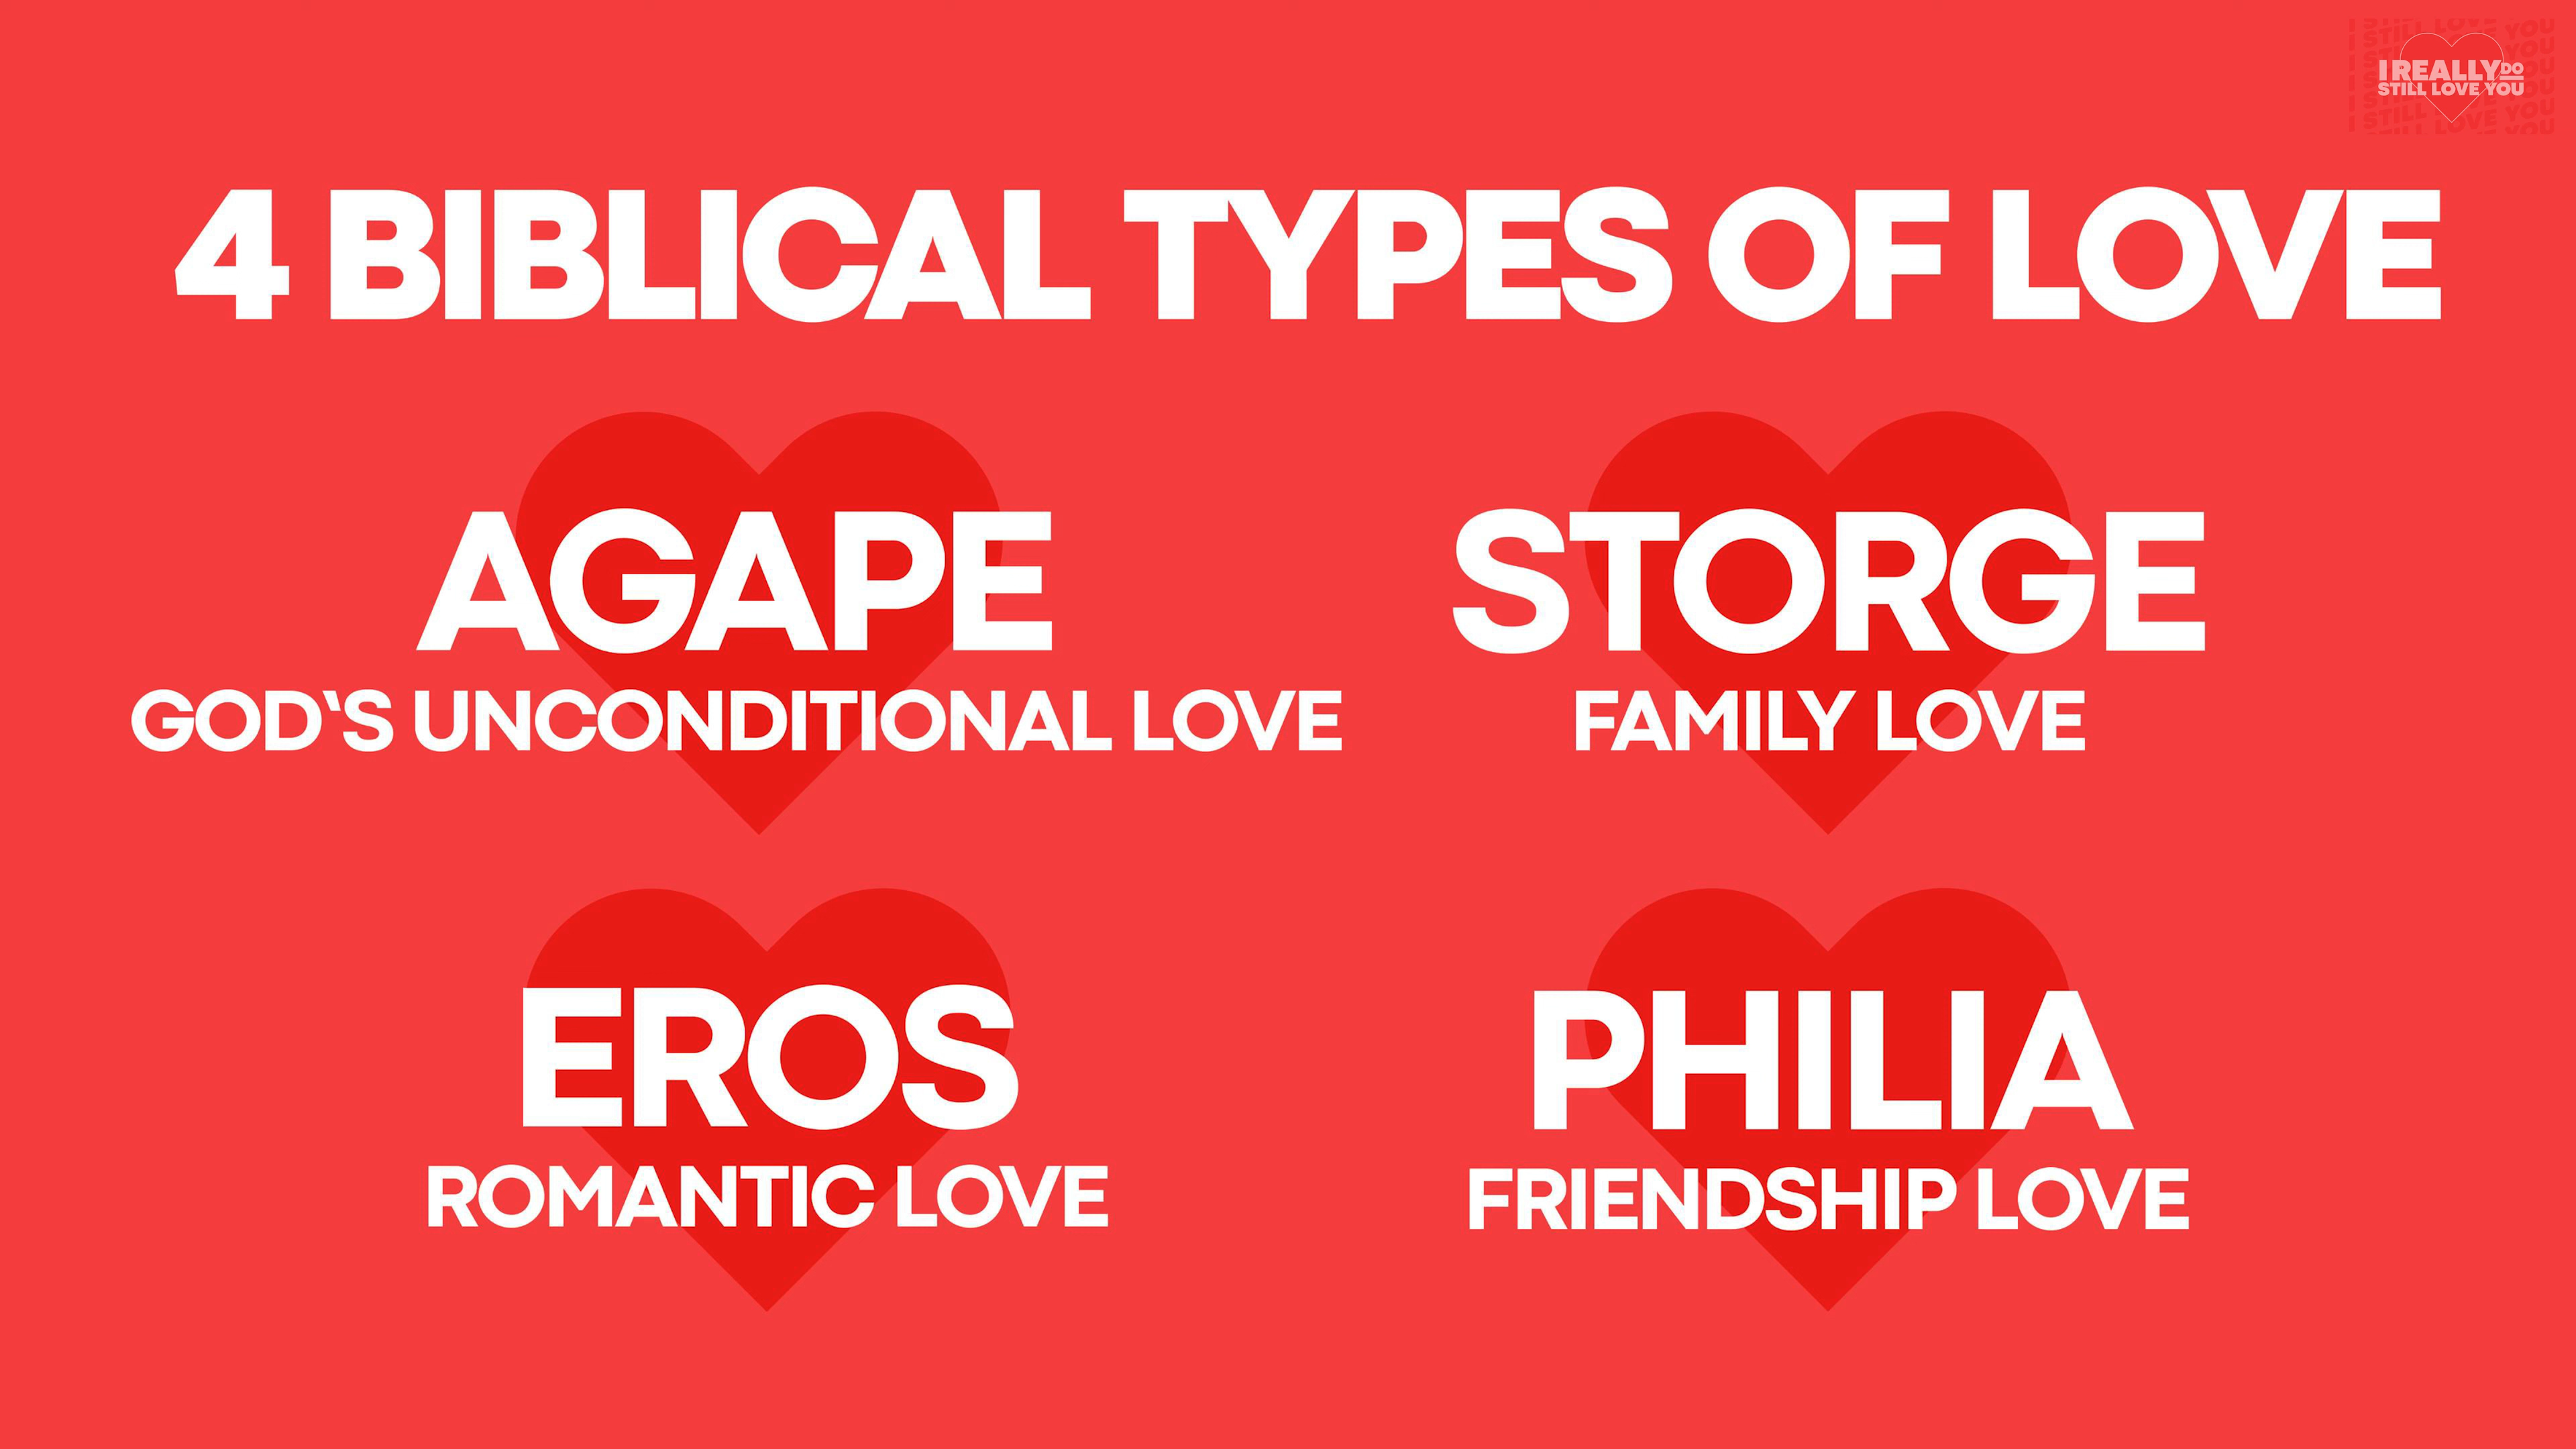 I REALLY DO
STILL LOVE YOU
4 BIBLICAL TYPES OF LOVE
AGAPE
GOD‛S UNCONDITIONAL LOVE
STORGE
FAMILY LOVE
EROS
ROMANTIC LOVE
PHILIA
FRIENDSHIP LOVE